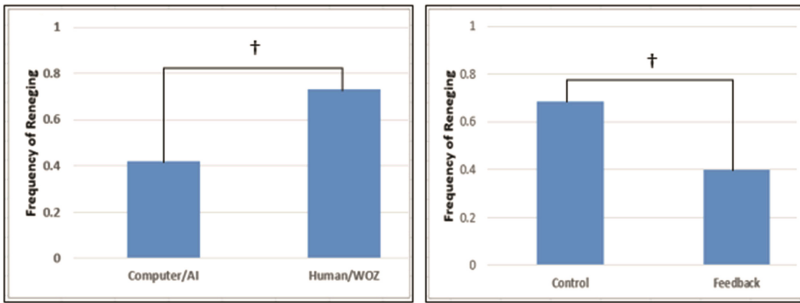 1
0.8
0.6
0.4
0.2
0
Frequency of Reneging
†
Computer/AI
Human/WOZ
1
0.8
0.6
0.4
0.2
0
Frequency of Reneging
†
Control
Feedback